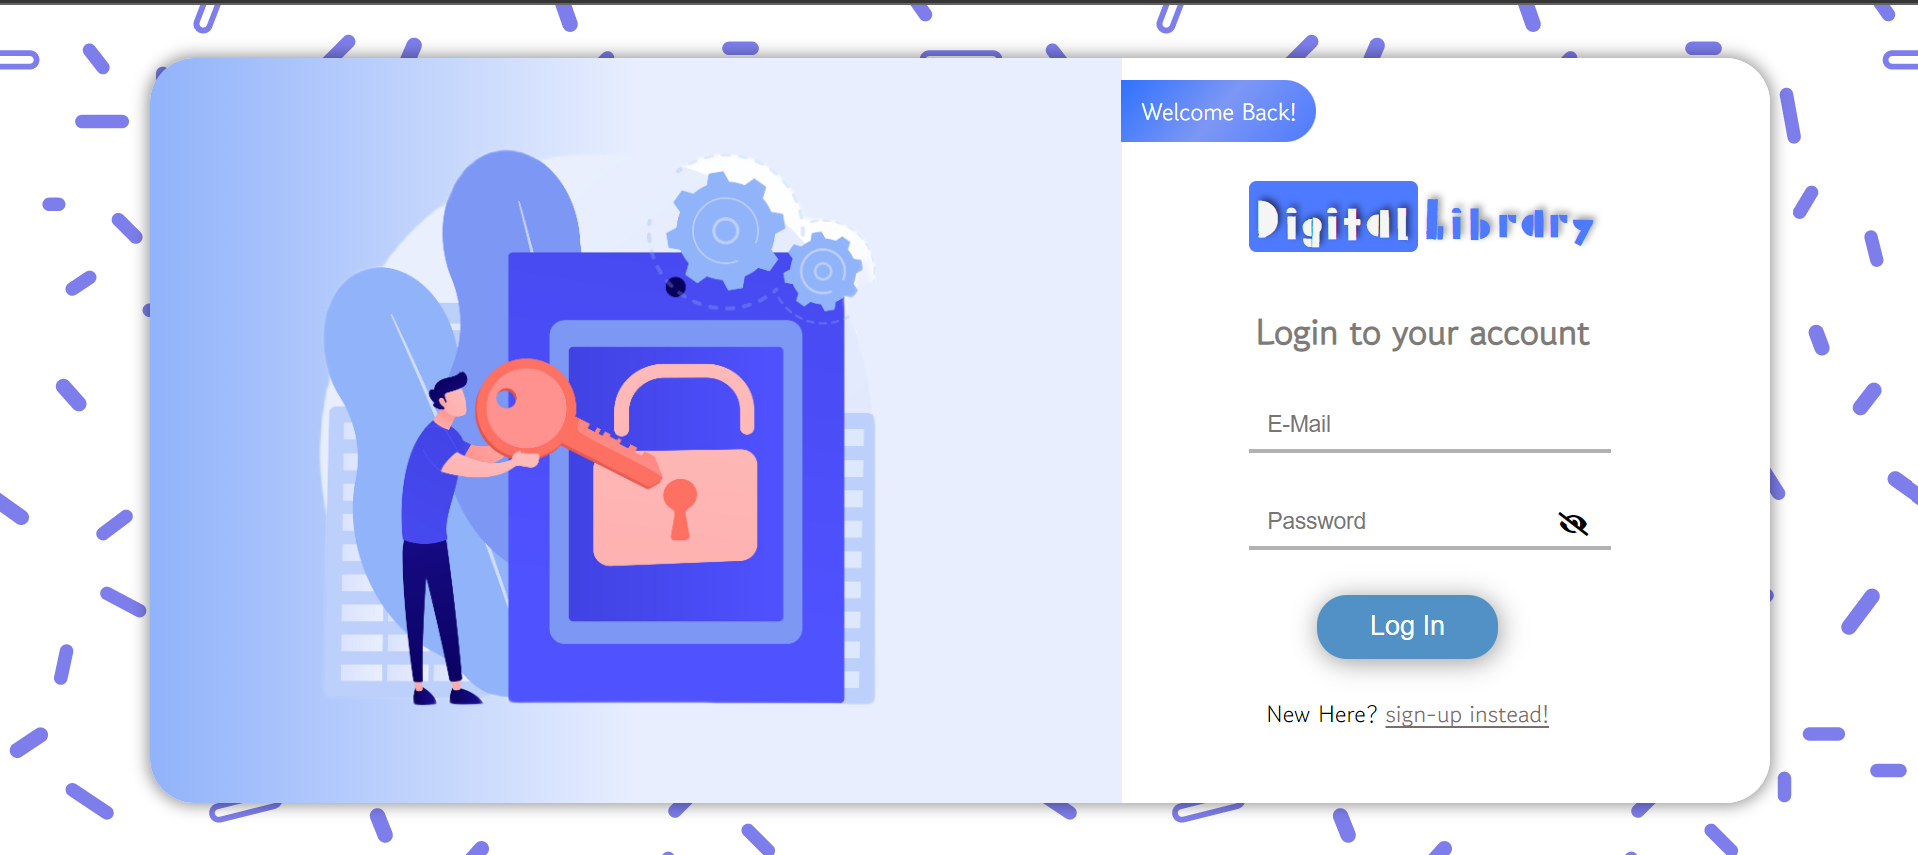 Welcome Back!
Digital Library
Login to your account
E-Mail
Password
Log In
New Here? sign-up instead!